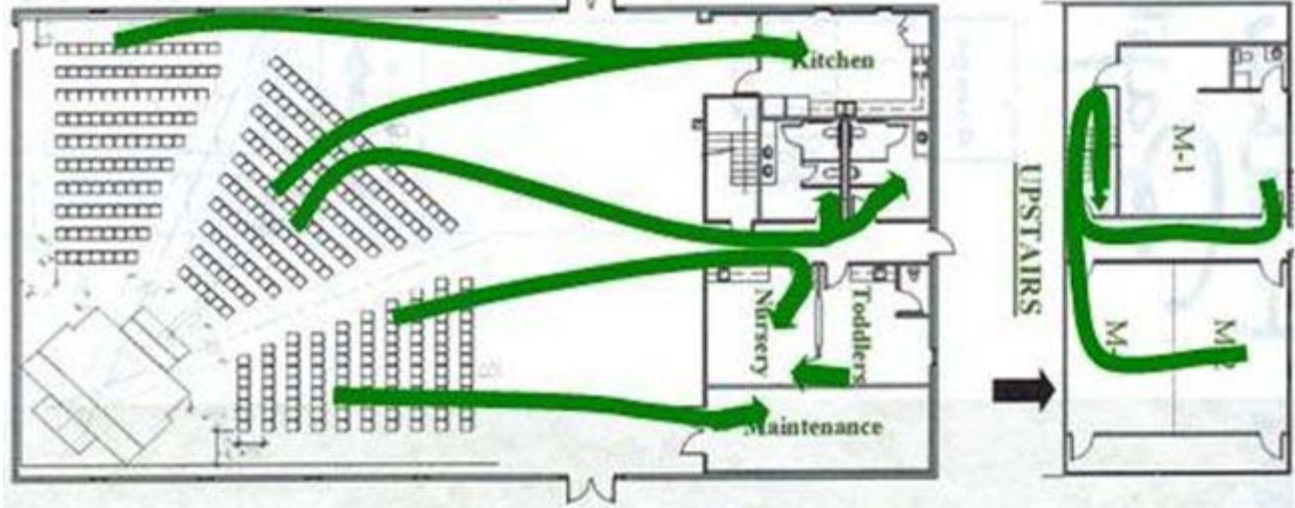 Kitchen
M-1
UPSTAIRS
Nursery
Toddlers
Maintenance